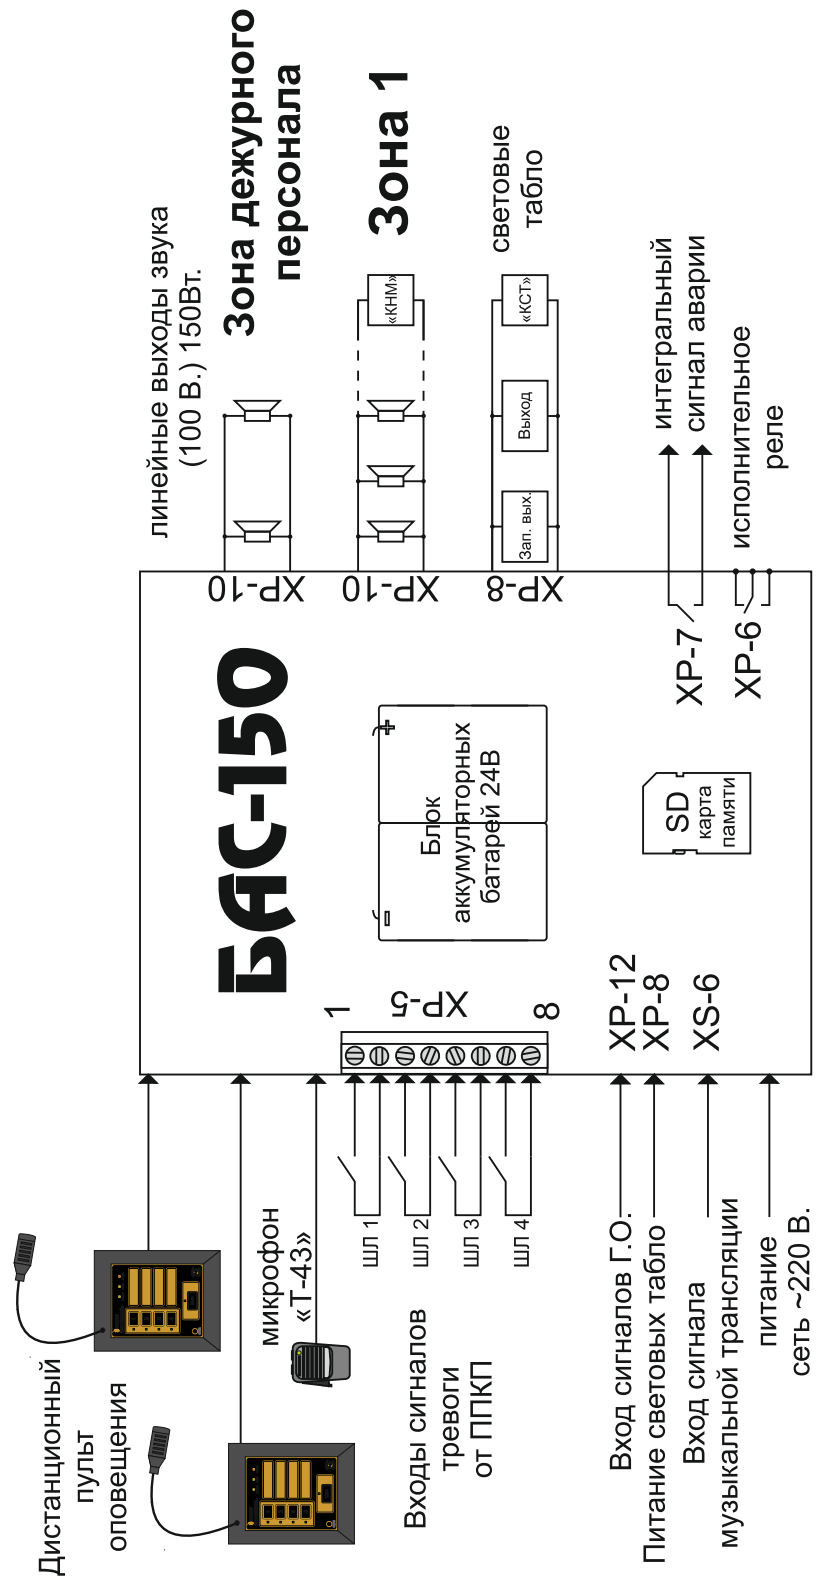 Дистанционный
пульт
оповещения
микрофон
«Т-43»
Входы сигналов
тревоги
от ППКП
ШЛ 1
ШЛ 2
ШЛ 3
ШЛ 4
Вход сигналов Г.О.
Питание световых табло
Вход сигнала
музыкальной трансляции
питание
сеть ~220 В.
БАС-150
1
XP-5
8
XP-12
XP-8
XS-6
Блок
аккумуляторных
батарей 24В
+
-
SD
карта
памяти
XP-10
XP-10
XP-8
XP-7
XP-6
линейные выходы звука
(100 В.) 150Вт.
Зона дежурного
персонала
«КНМ»
Зона 1
Зап. вых.
Выход
«КСТ»
световые
табло
интегральный
сигнал аварии
исполнительное
реле